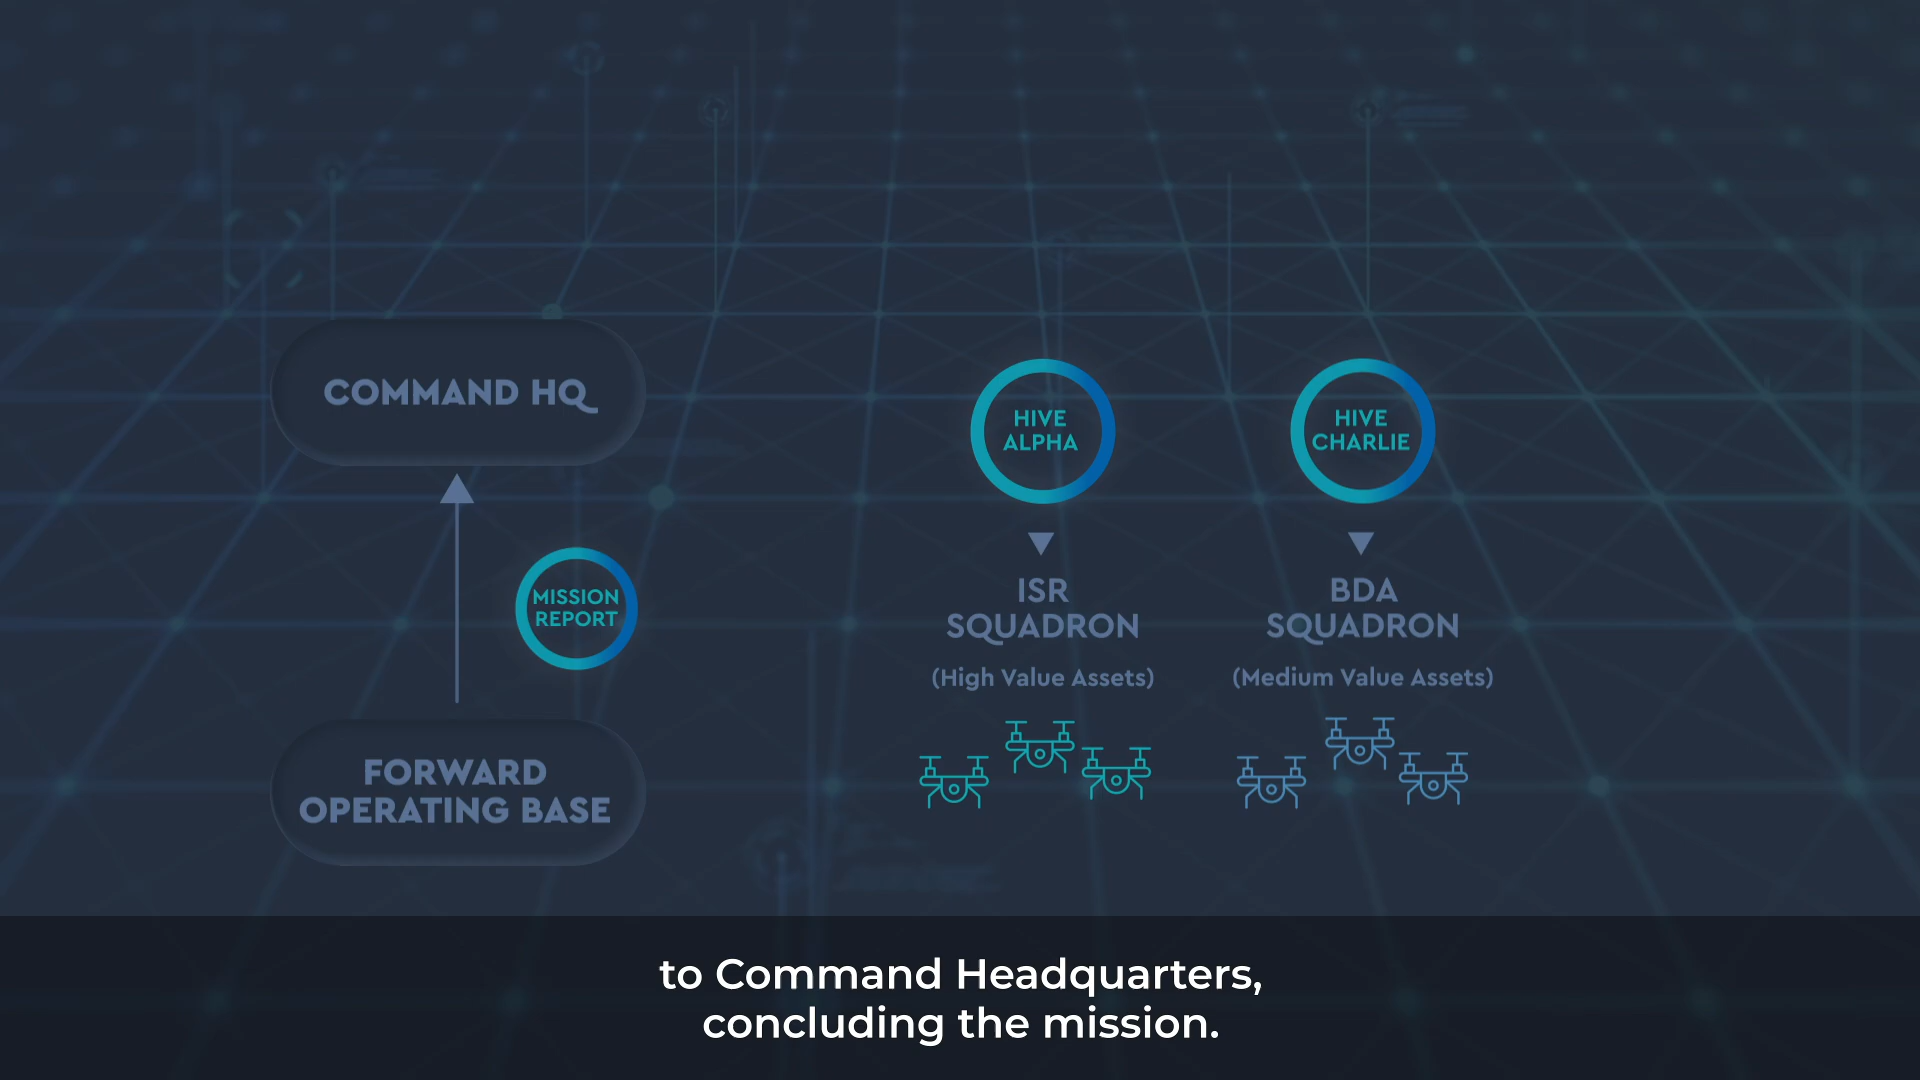 COMMAND HQ
MISSION
REPORT
FORWARD
OPERATING BASE
HIVE
ALPHA
ISR
SQUADRON
(High Value Assets)
HIVE
CHARLIE
BDA
SQUADRON
(Medium Value Assets)
to Command Headquarters,
concluding the mission.